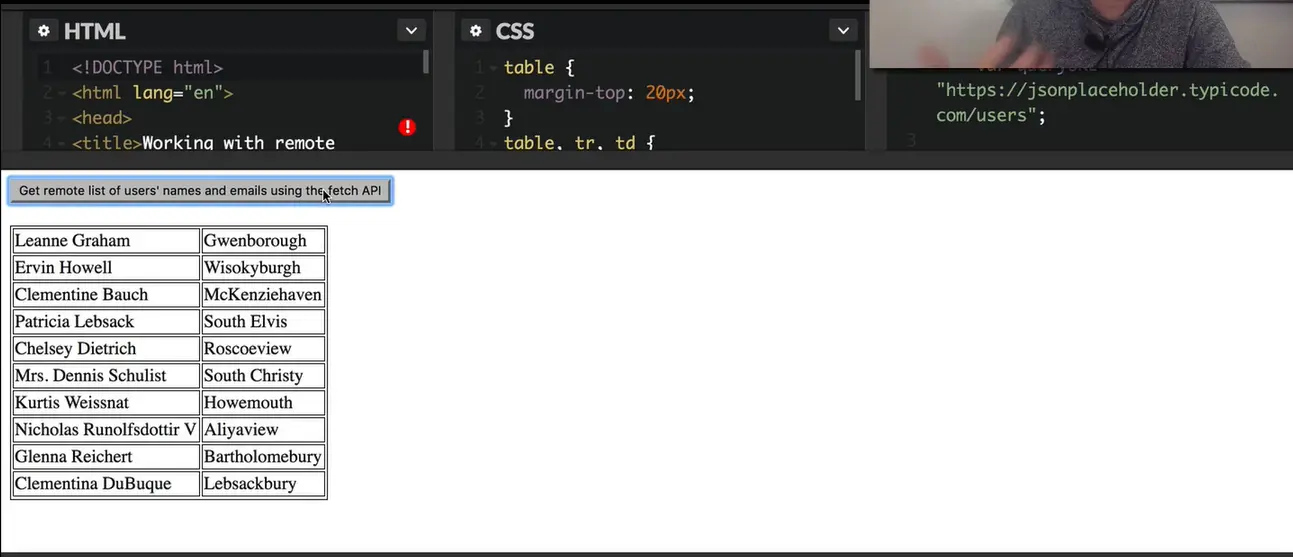 HTML
1 <!DOCTYPE html>
2 <html lang="en">
3 <head>
4 <title>Working with remote
CSS
1 table {
2 margin-top: 20px;
3 }
4 table, tr, td {
"https://jsonplaceholder.typicode.
com/users";
3
Get remote list of users' names and emails using the fetch API
Leanne Graham Gwenborough
Ervin Howell Wisokyburgh
Clementine Bauch McKenziehaven
Patricia Lebsack South Elvis
Chelsey Dietrich Roscoeview
Mrs. Dennis Schulist South Christy
Kurtis Weissnat Howemouth
Nicholas Runolfsdottir V Aliyaview
Glenna Reichert Bartholomebury
Clementina DuBuque Lebsackbury